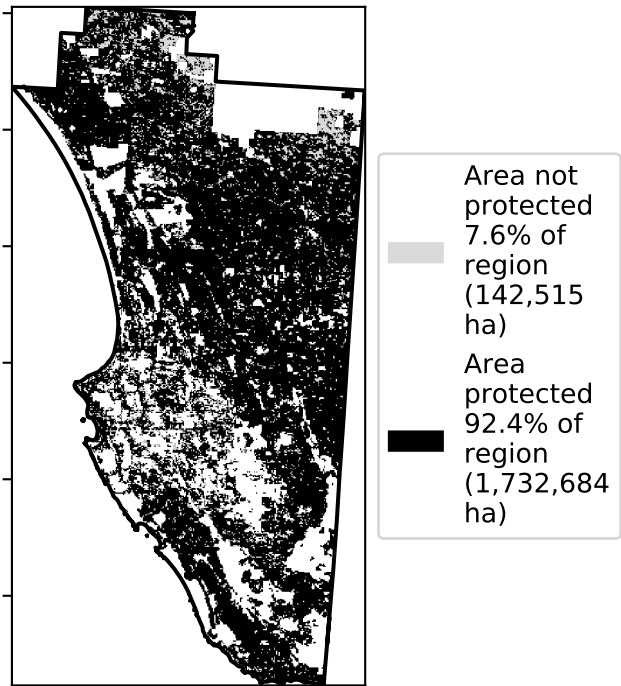 Area not
protected
7.6% of
region
(142,515
ha)
Area
protected
92.4% of
region
(1,732,684
ha)